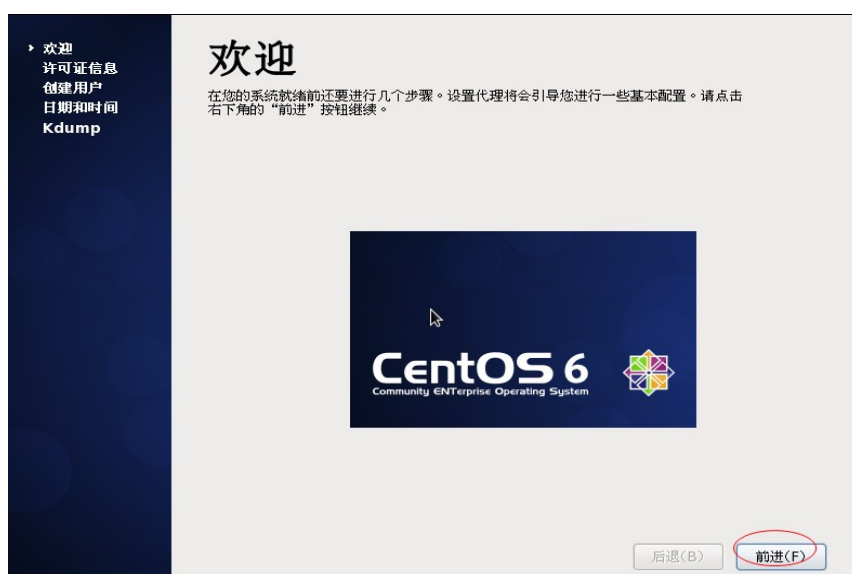 欢迎
许可证信息
创建用户
日期和时间
Kdump
欢迎
在您的系统就绪前还要进行几个步骤。设置代理将会引导您进行一些基本配置。请点击
右下角的“前进”按钮继续。
CentOS 6
Community ENTerprise Operating System
后退(B)
前进(F)